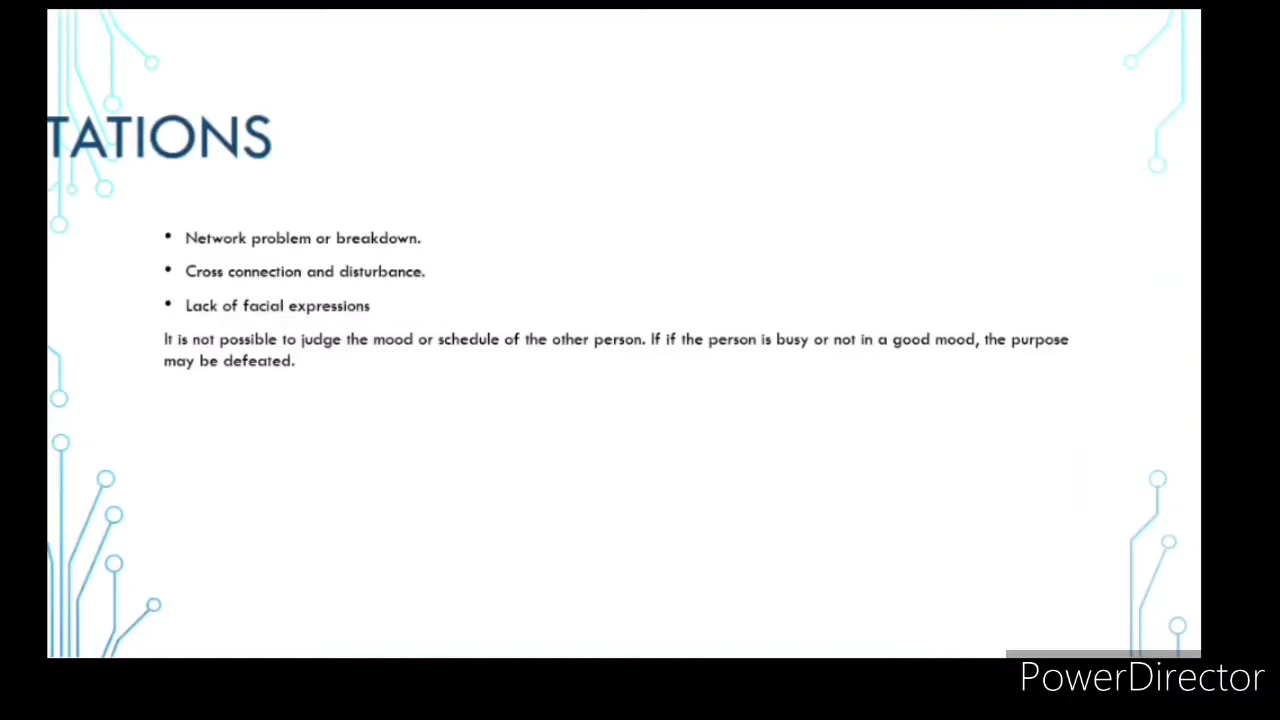 TATIONS
• Network problem or breakdown.
• Cross connection and disturbance.
• Lack of facial expressions
It is not possible to judge the mood or schedule of the other person. If if the person is busy or not in a good mood, the purpose
may be defeated.
PowerDirector